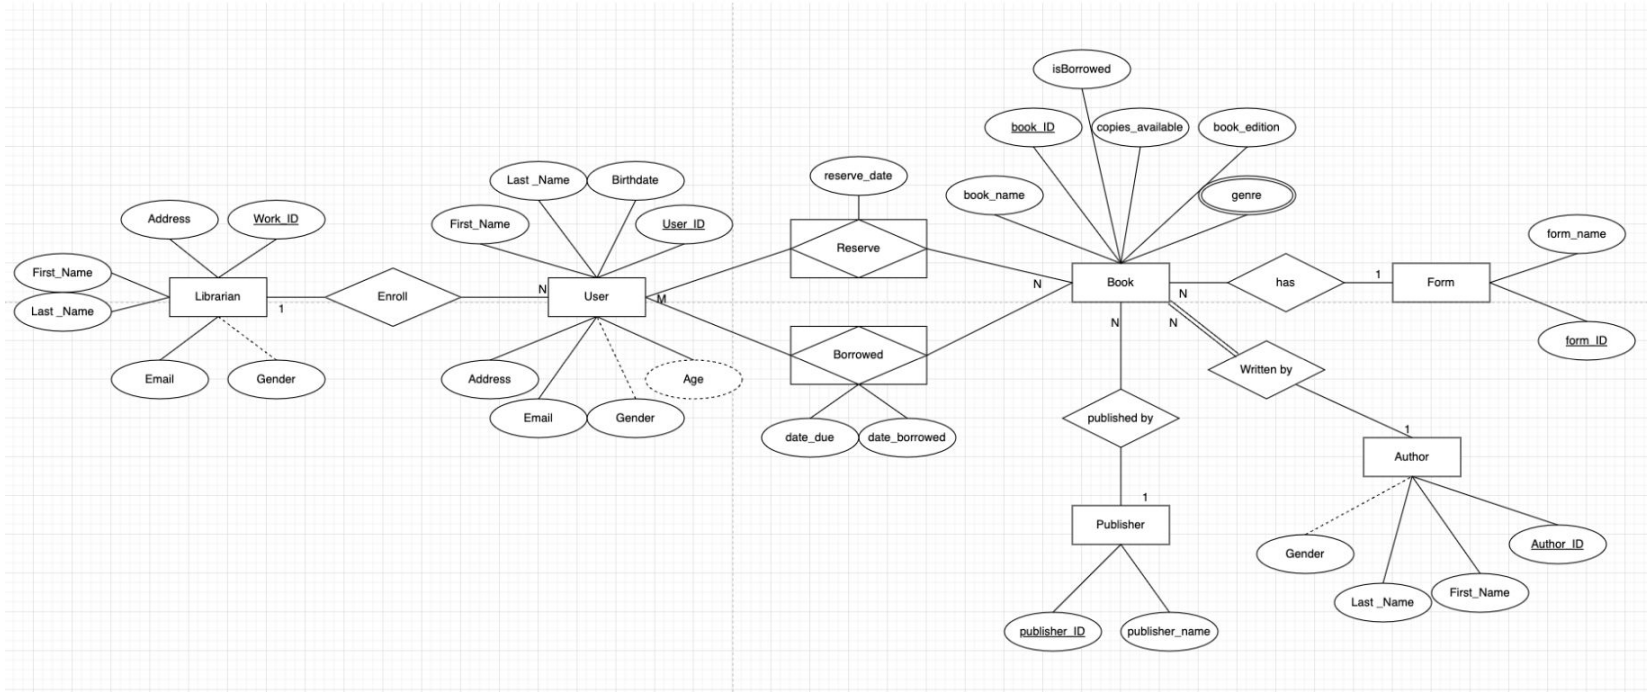 isBorrowed
book_ID
copies_available
book_edition
reserve_date
book_name
genre
Last _Name
Birthdate
First_Name
User_ID
Address
Work_ID
form_name
First_Name
Last _Name
Librarian
1
Enroll
N
User
M
Reserve
N
Book
N
has
1
Form
form_ID
N
N
Borrowed
Written by
Email
Gender
Address
Email
Gender
Age
date_due
date_borrowed
published by
1
Author
1
Publisher
Gender
Last _Name
First_Name
Author_ID
publisher_ID
publisher_name